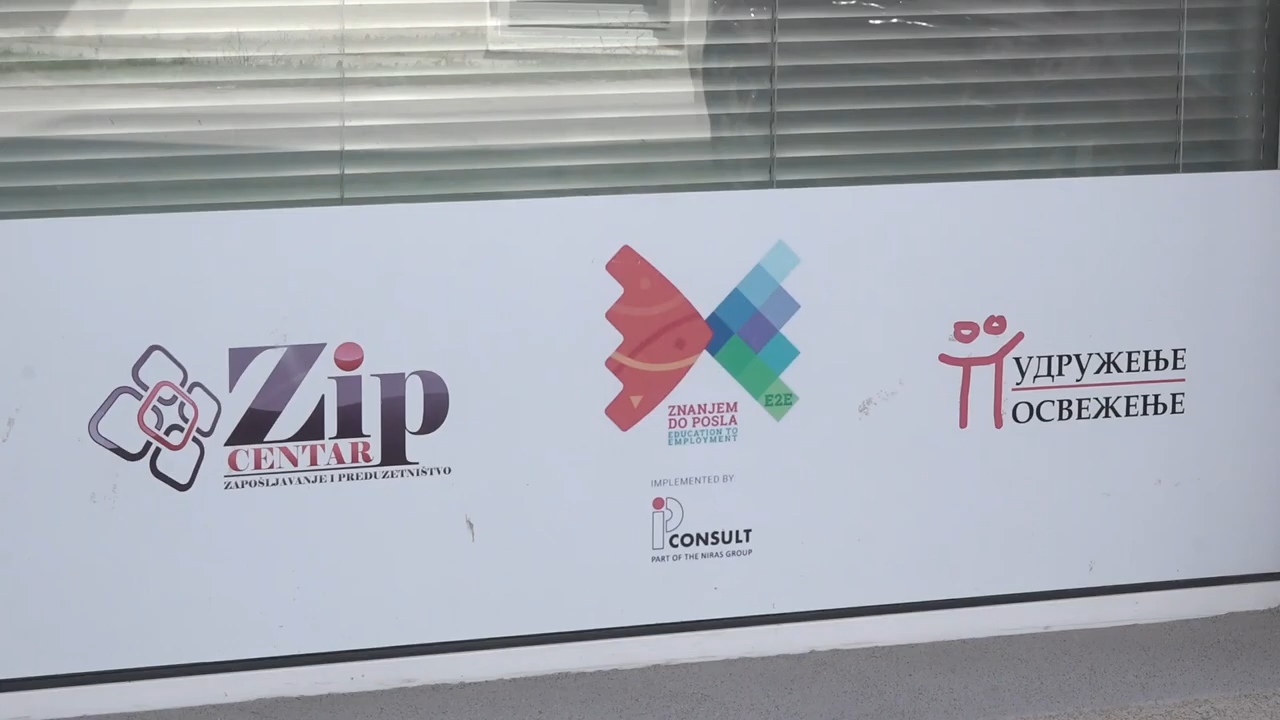 Zip
CENTAR
ZAPOŠLJAVANJE I PREDUZETNIŠTVO
E2E
ZNANJEM
DO POSLA
EDUCATION TO
EMPLOYMENT
IMPLEMENTED BY:
ip CONSULT
PART OF THE NIRAS GROUP
УДРУЖЕЊЕ
ОСВЕЖЕЊЕ